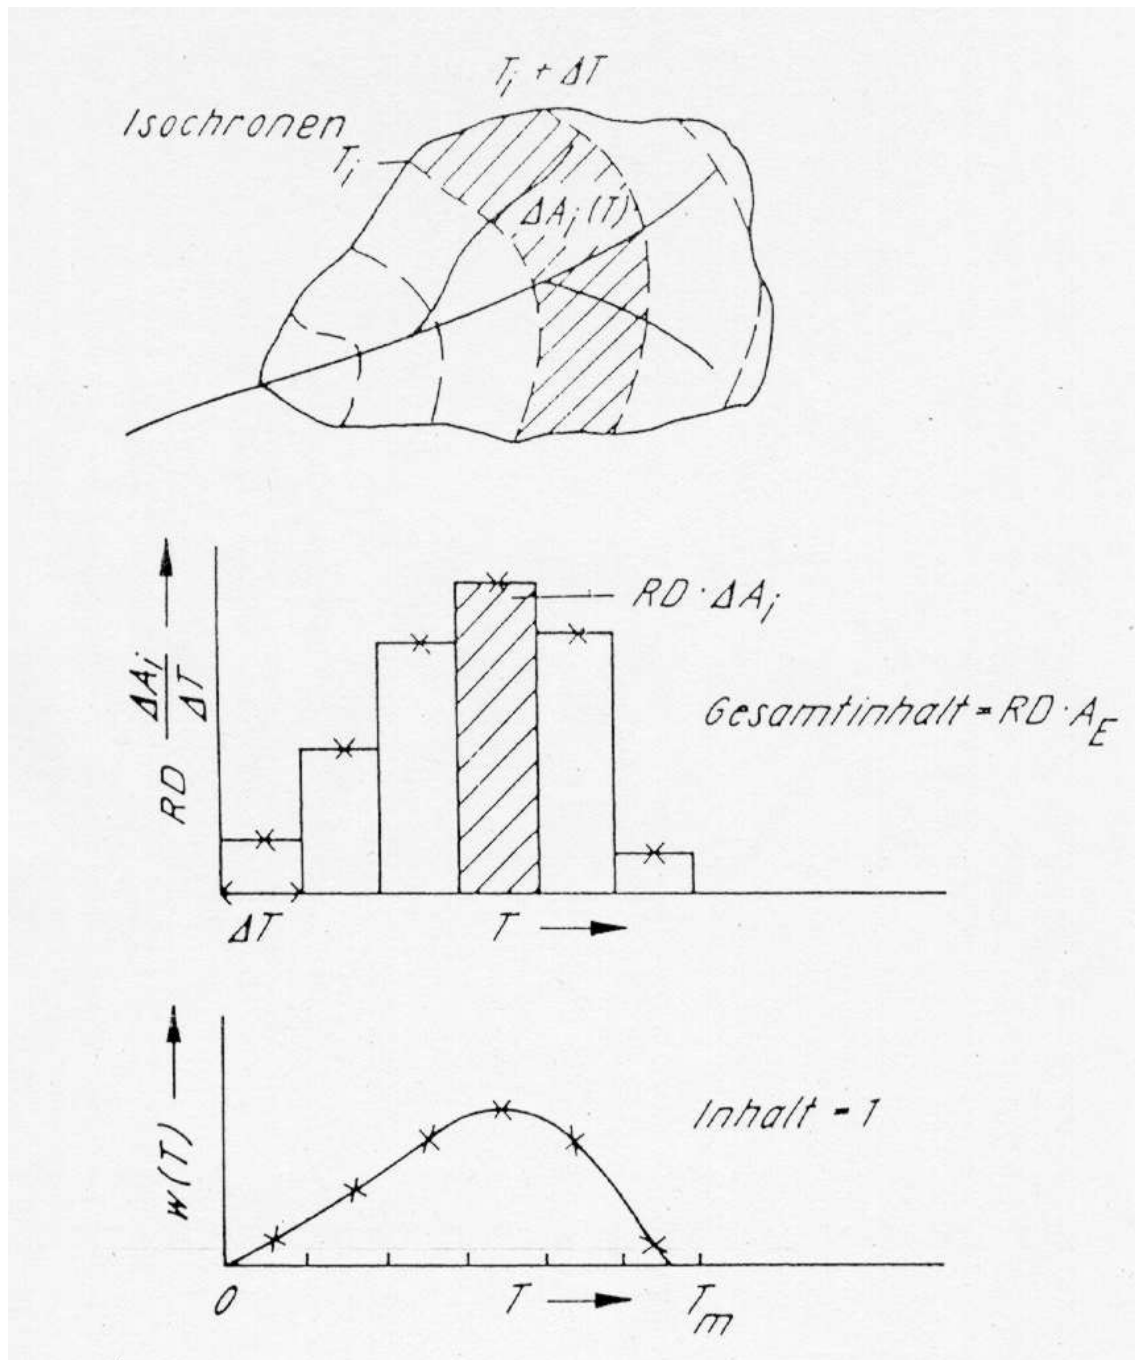 T_i + ΔT
Isochronen
T_i
ΔA_i(T)
RD · ΔA_i
RD ΔA_i / ΔT
Gesamtinhalt = RD · A_E
ΔT
T
w(T)
Inhalt = 1
0
T
T_m